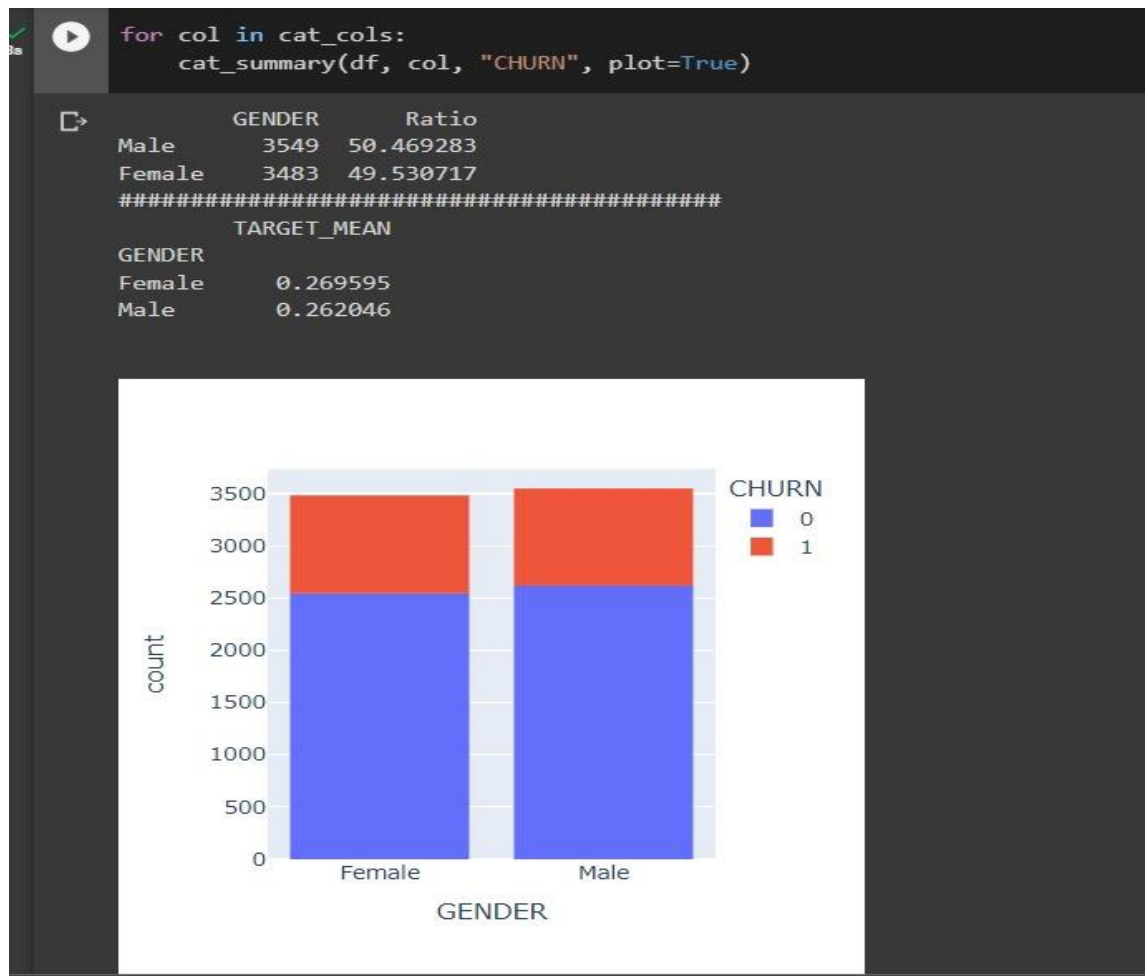 3s
for col in cat_cols:
    cat_summary(df, col, "CHURN", plot=True)
        GENDER      Ratio
Male      3549  50.469283
Female    3483  49.530717
##########################################
        TARGET_MEAN
GENDER
Female     0.269595
Male       0.262046
CHURN
0
1
3500
3000
2500
2000
1500
1000
500
0
count
Female Male
GENDER